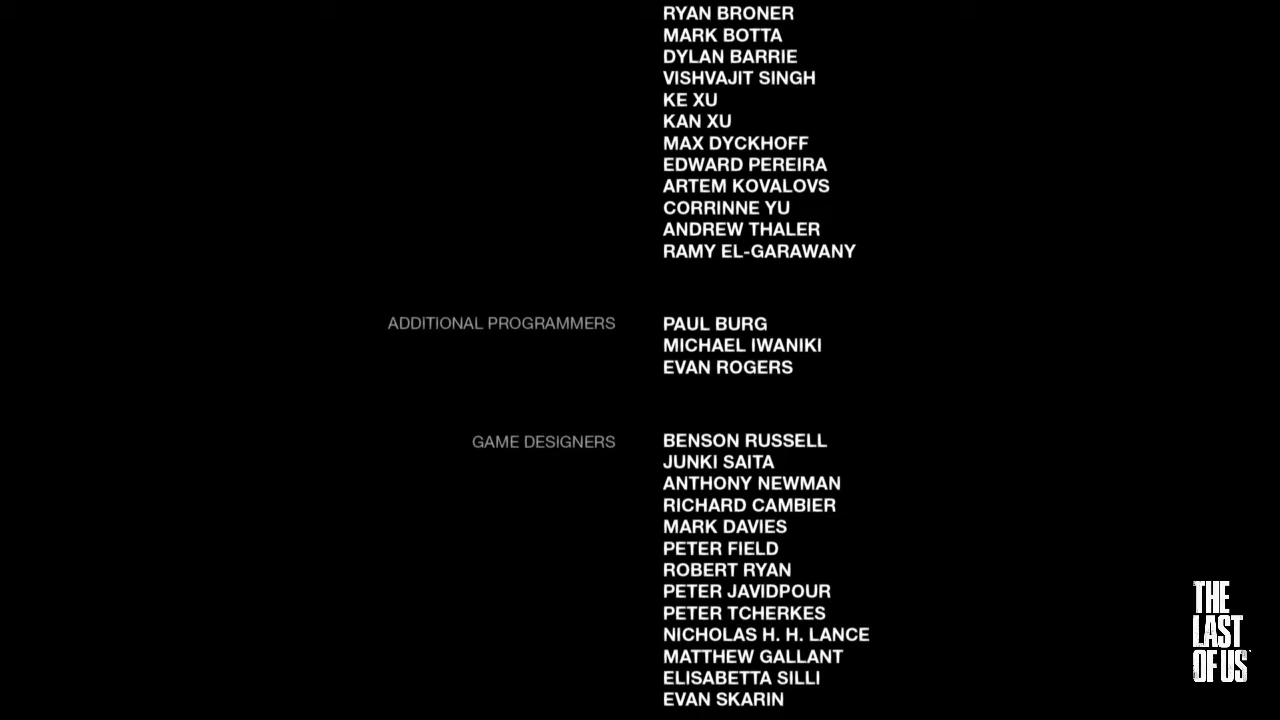 RYAN BRONER
MARK BOTTA
DYLAN BARRIE
VISHVAJIT SINGH
KE XU
KAN XU
MAX DYCKHOFF
EDWARD PEREIRA
ARTEM KOVALOVS
CORRINNE YU
ANDREW THALER
RAMY EL-GARAWANY
ADDITIONAL PROGRAMMERS PAUL BURG
MICHAEL IWANIKI
EVAN ROGERS
GAME DESIGNERS BENSON RUSSELL
JUNKI SAITA
ANTHONY NEWMAN
RICHARD CAMBIER
MARK DAVIES
PETER FIELD
ROBERT RYAN
PETER JAVIDPOUR
PETER TCHERKES
NICHOLAS H. H. LANCE
MATTHEW GALLANT
ELISABETTA SILLI
EVAN SKARIN
THE
LAST
OF US